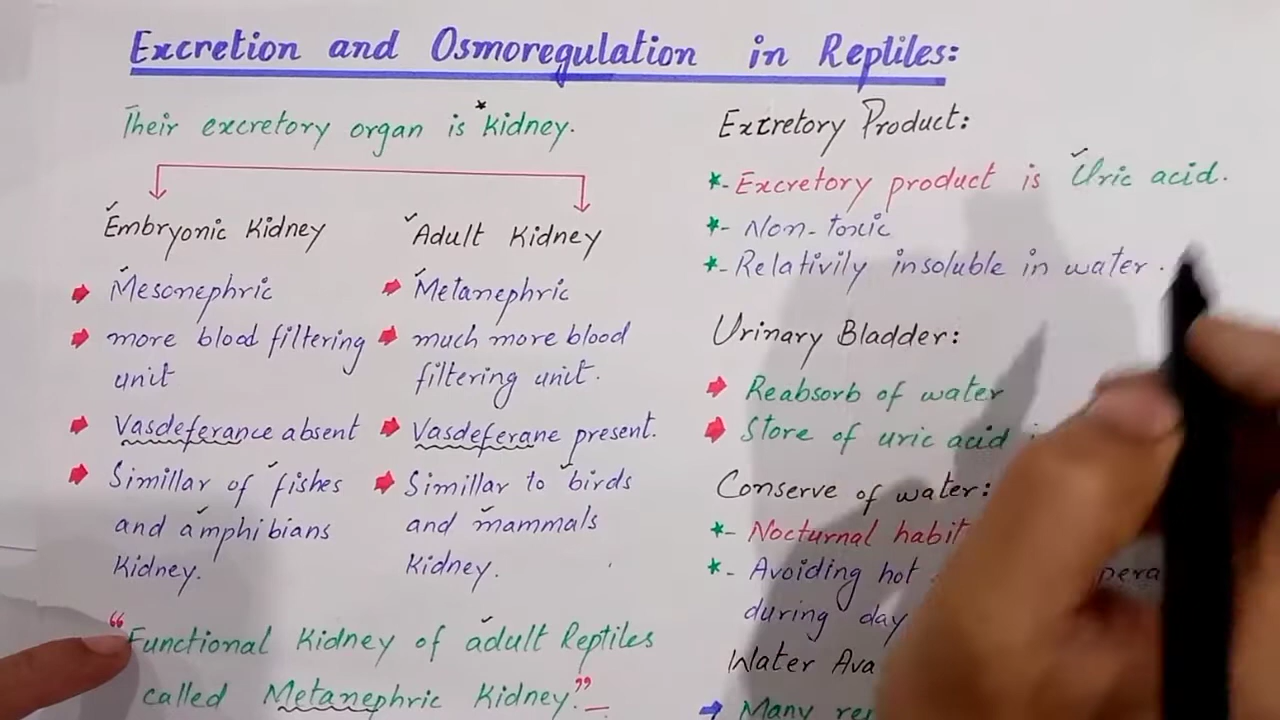 Excretion and Osmoregulation in Reptiles:
Their excretory organ is *kidney.
Embryonic Kidney
Mesonephric
more blood filtering
unit
Vasdeferance absent
Simillar of fishes
and amphibians
Kidney.
Adult Kidney
Metanephric
much more blood
filtering unit.
Vasdeferane present.
Simillar to birds
and mammals
Kidney.
"Functional Kidney of adult Reptiles
called Metanephric Kidney."
Excretory Product:
*- Excretory product is Uric acid.
*- Non-toxic
*- Relativily insoluble in water.
Urinary Bladder:
Reabsorb of water
Store of uric acid
Conserve of water:
*- Nocturnal habit
*- Avoiding hot
during day
Water
Many